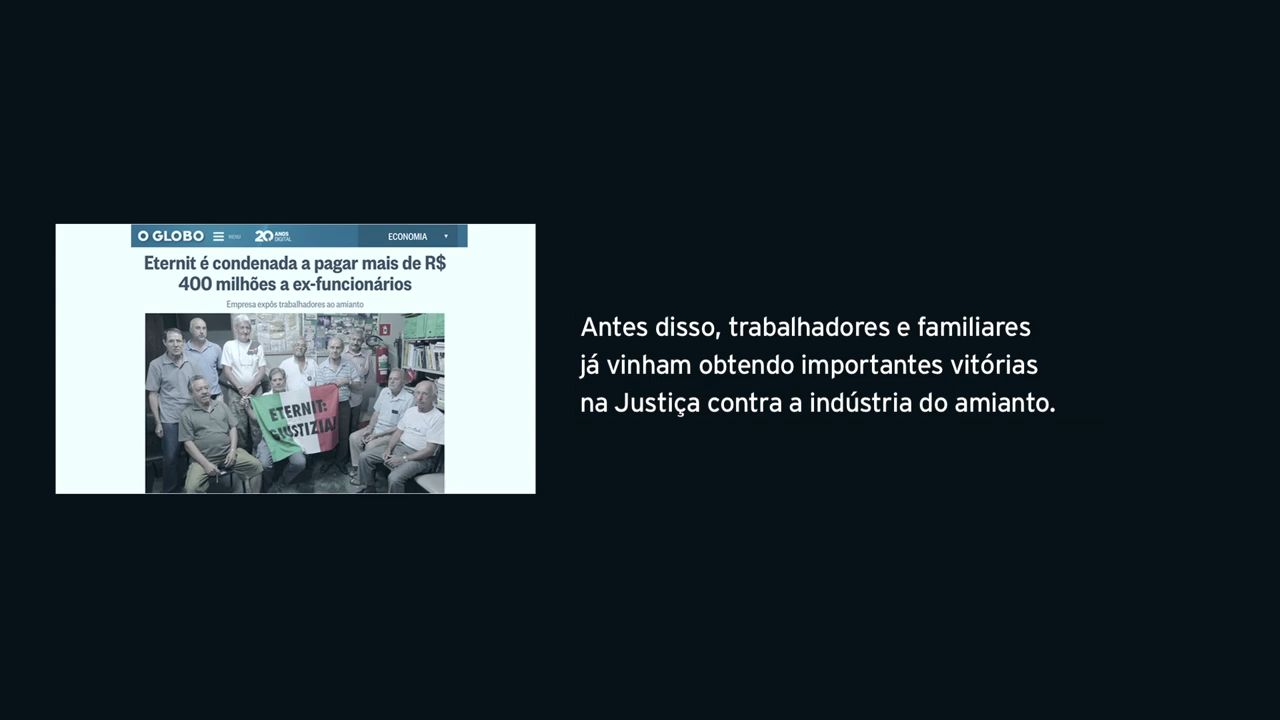 O GLOBO
MENU
20 ANOS DIGITAL
ECONOMIA
Eternit é condenada a pagar mais de R$
400 milhões a ex-funcionários
Empresa expôs trabalhadores ao amianto
ETERNIT:
GIUSTIZIA!
Antes disso, trabalhadores e familiares
já vinham obtendo importantes vitórias
na Justiça contra a indústria do amianto.